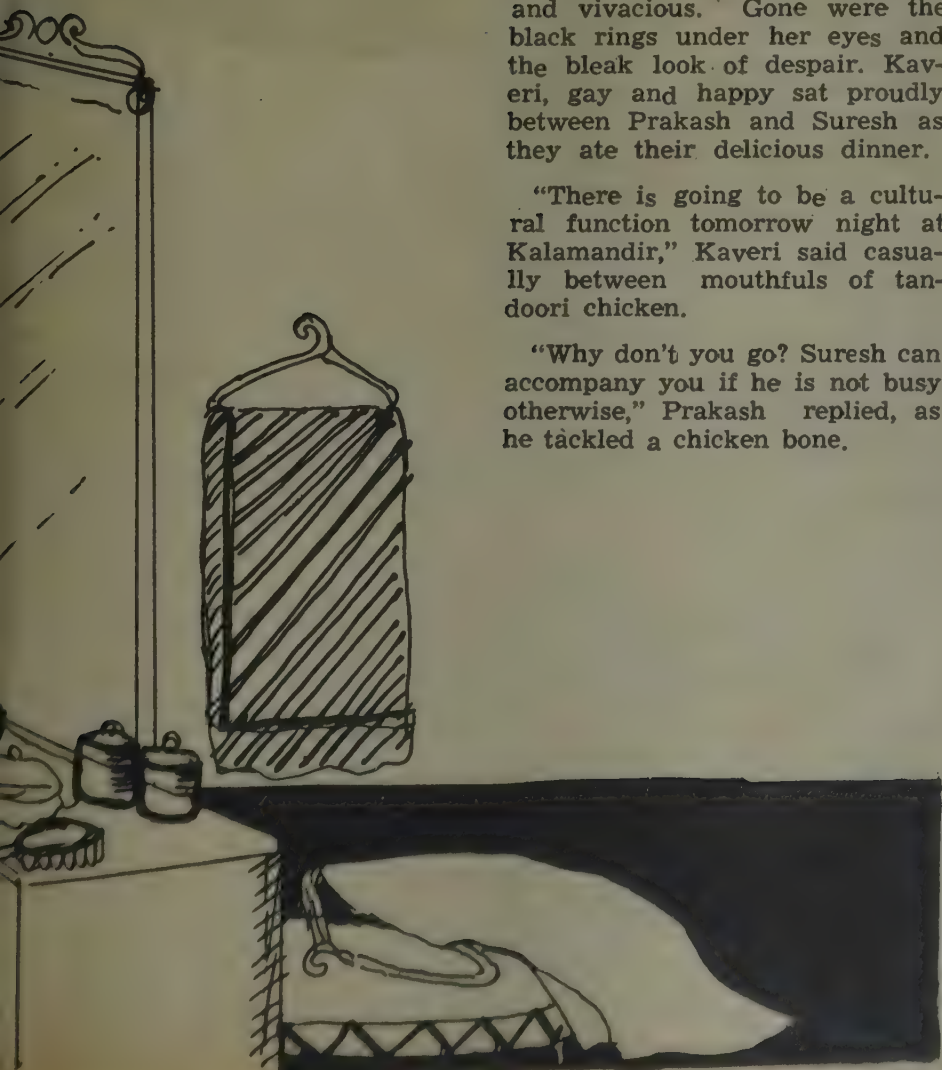 and vivacious. Gone were the
black rings under her eyes and
the bleak look of despair. Kav-
eri, gay and happy sat proudly
between Prakash and Suresh as
they ate their delicious dinner.
“There is going to be a cultu-
ral function tomorrow night at
Kalamandir,” Kaveri said casua-
lly between mouthfuls of tan-
doori chicken.
“Why don’t you go? Suresh can
accompany you if he is not busy
otherwise,” Prakash replied, as
he tackled a chicken bone.